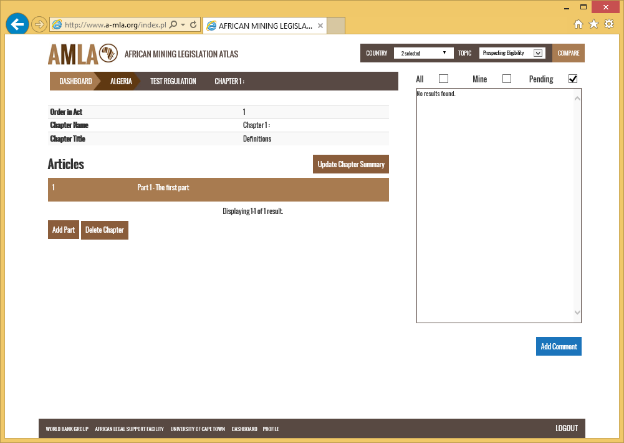 http://www.a-mla.org/index.pl
AFRICAN MINING LEGISLA...
AMLA AFRICAN MINING LEGISLATION ATLAS
COUNTRY 2 selected TOPIC Prospecting Eligibility COMPARE
DASHBOARD ALGERIA TEST REGULATION CHAPTER 1 :
All Mine Pending
No results found.
Order in Act 1
Chapter Name Chapter 1 :
Chapter Title Definitions
Articles
Update Chapter Summary
1 Part 1 - The first part
Displaying 1-1 of 1 result.
Add Part Delete Chapter
Add Comment
WORLD BANK GROUP AFRICAN LEGAL SUPPORT FACILITY UNIVERSITY OF CAPE TOWN DASHBOARD PROFILE LOGOUT